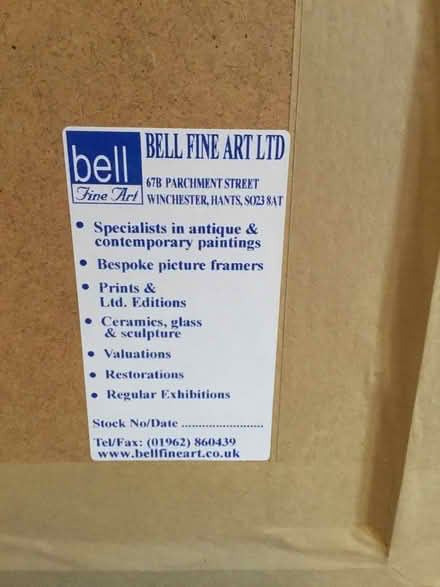 bell
Fine Art
BELL FINE ART LTD
67B PARCHMENT STREET
WINCHESTER, HANTS, SO23 8AT
• Specialists in antique &
contemporary paintings
• Bespoke picture framers
• Prints &
Ltd. Editions
• Ceramics, glass
& sculpture
• Valuations
• Restorations
• Regular Exhibitions
Stock No/Date ........................
Tel/Fax: (01962) 860439
www.bellfineart.co.uk